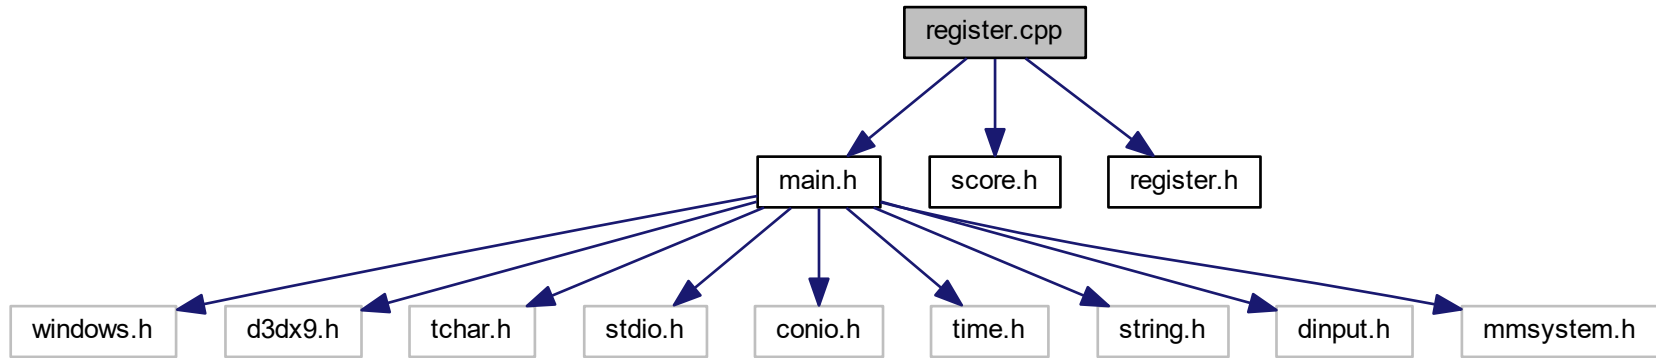 register.cpp
main.h
score.h
register.h
windows.h
d3dx9.h
tchar.h
stdio.h
conio.h
time.h
string.h
dinput.h
mmsystem.h